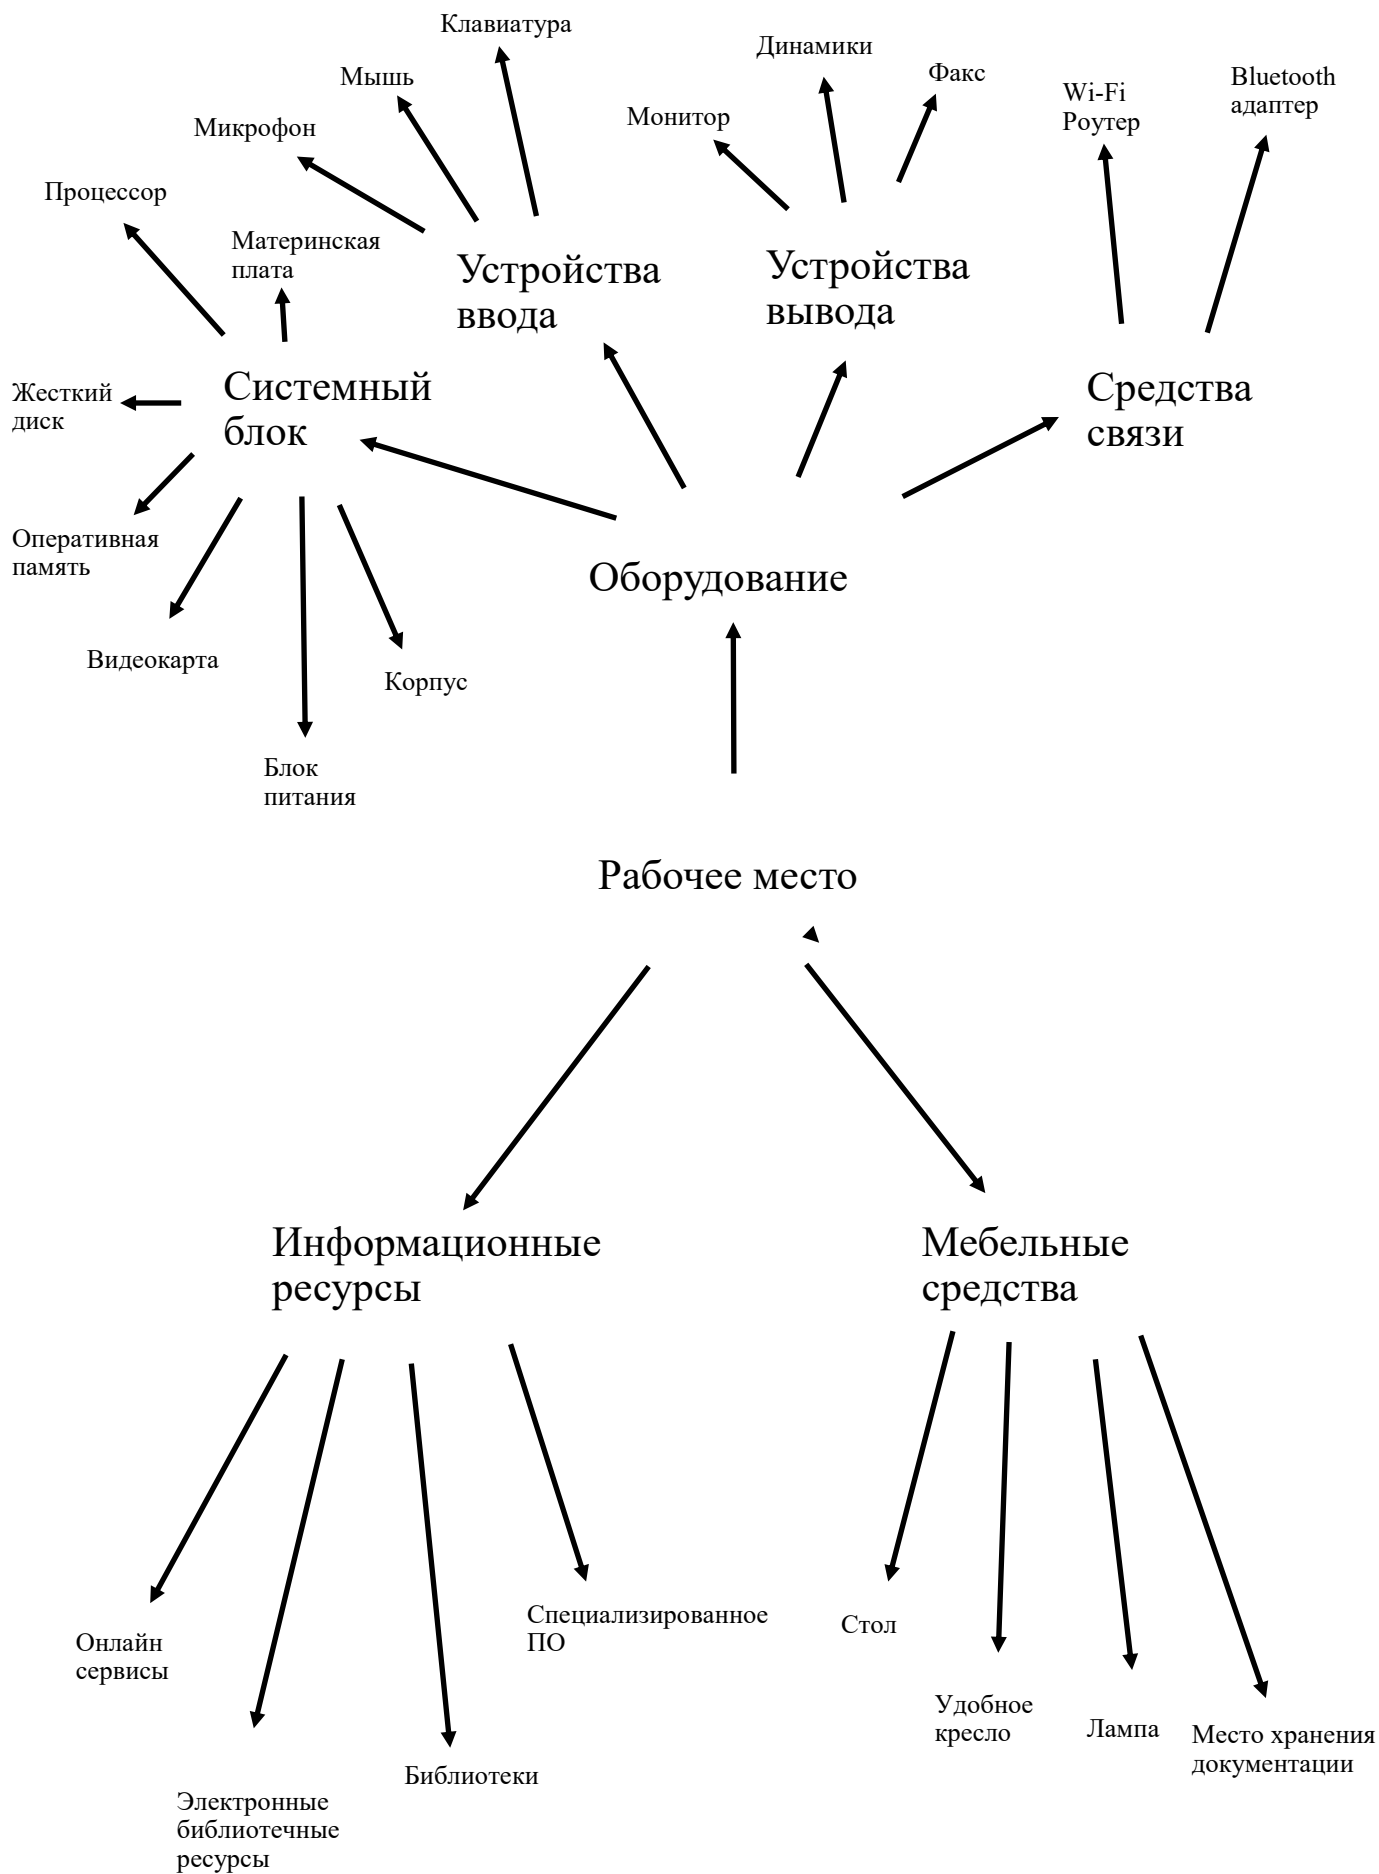 Клавиатура
Динамики
Мышь
Факс
Bluetooth
адаптер
Wi-Fi
Роутер
Монитор
Микрофон
Процессор
Материнская
плата
Устройства
ввода
Устройства
вывода
Жесткий
диск
Системный
блок
Средства
связи
Оперативная
память
Оборудование
Видеокарта
Корпус
Блок
питания
Рабочее место
Информационные
ресурсы
Мебельные
средства
Онлайн
сервисы
Специализированное
ПО
Стол
Удобное
кресло
Лампа
Место хранения
документации
Библиотеки
Электронные
библиотечные
ресурсы